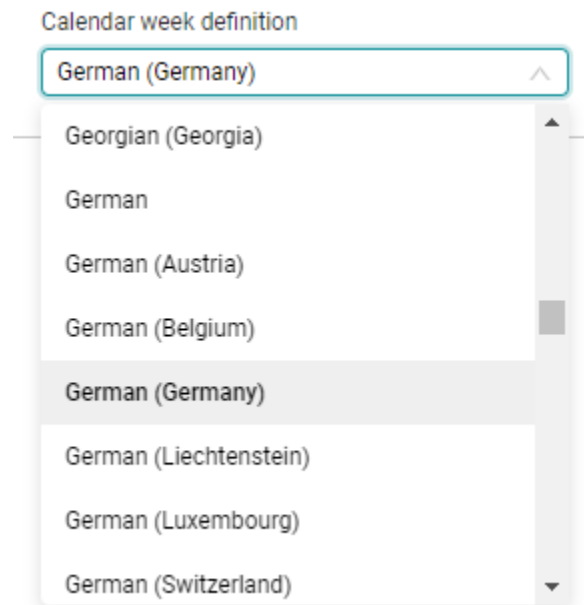 Calendar week definition
German (Germany)
Georgian (Georgia)
German
German (Austria)
German (Belgium)
German (Germany)
German (Liechtenstein)
German (Luxembourg)
German (Switzerland)